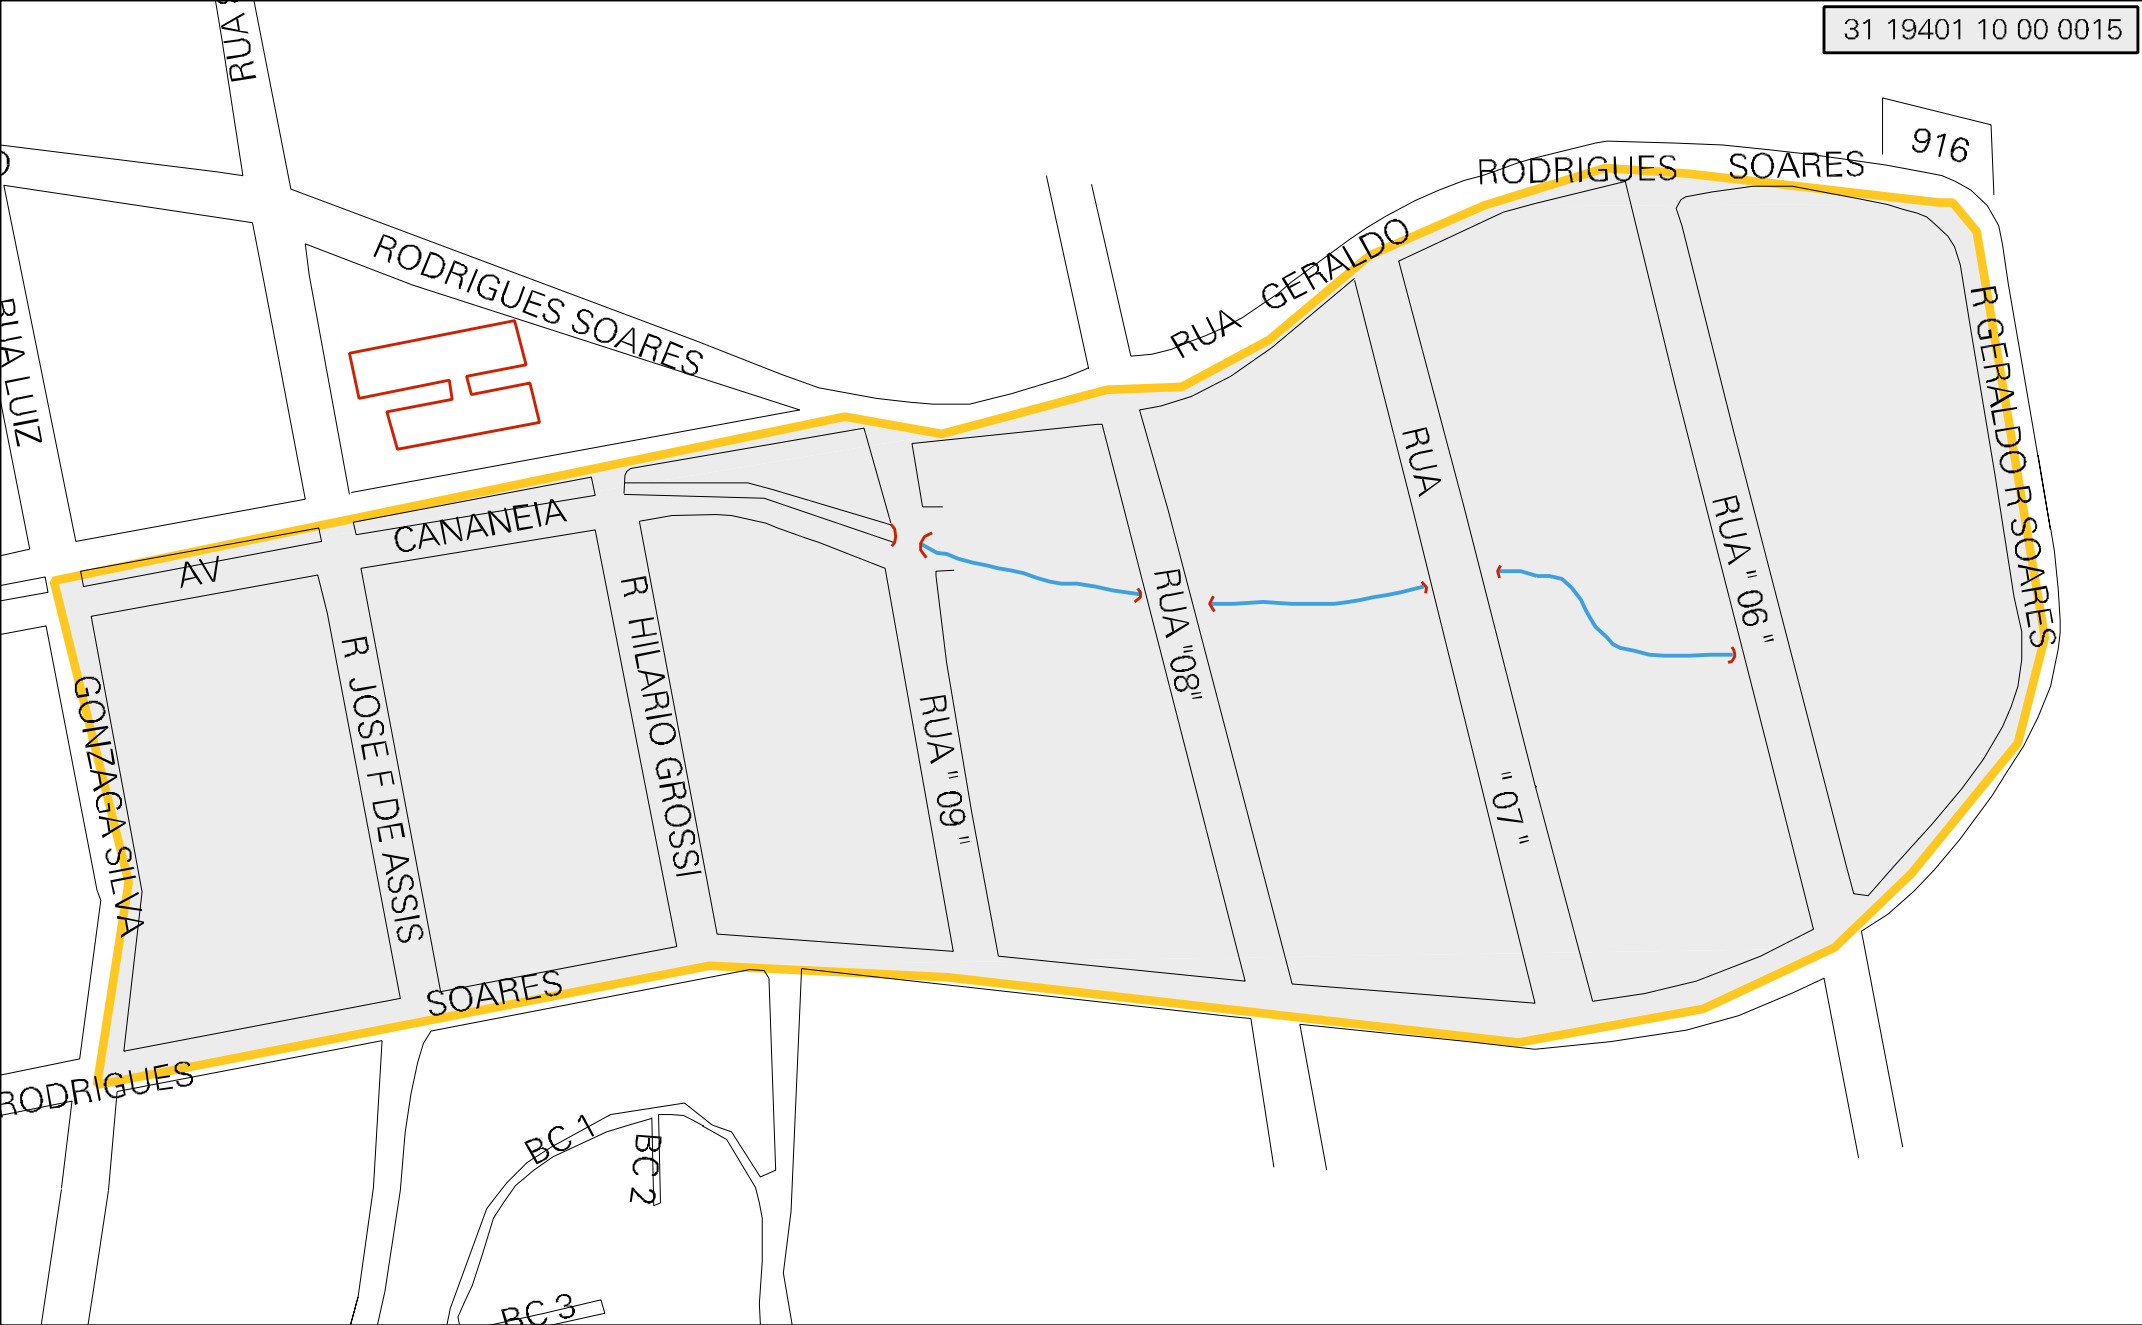 31 19401 10 00 0015
RUA
916
RODRIGUES SOARES
RUA GERALDO
RODRIGUES SOARES
RUA LUIZ
R GERALDO R SOARES
AV CANANEIA
RUA " 07 "
RUA " 06 "
RUA "08"
R HILARIO GROSSI
R JOSE F DE ASSIS
GONZAGA SILVA
RUA " 09 "
RODRIGUES SOARES
BC 1
BC 2
BC 3